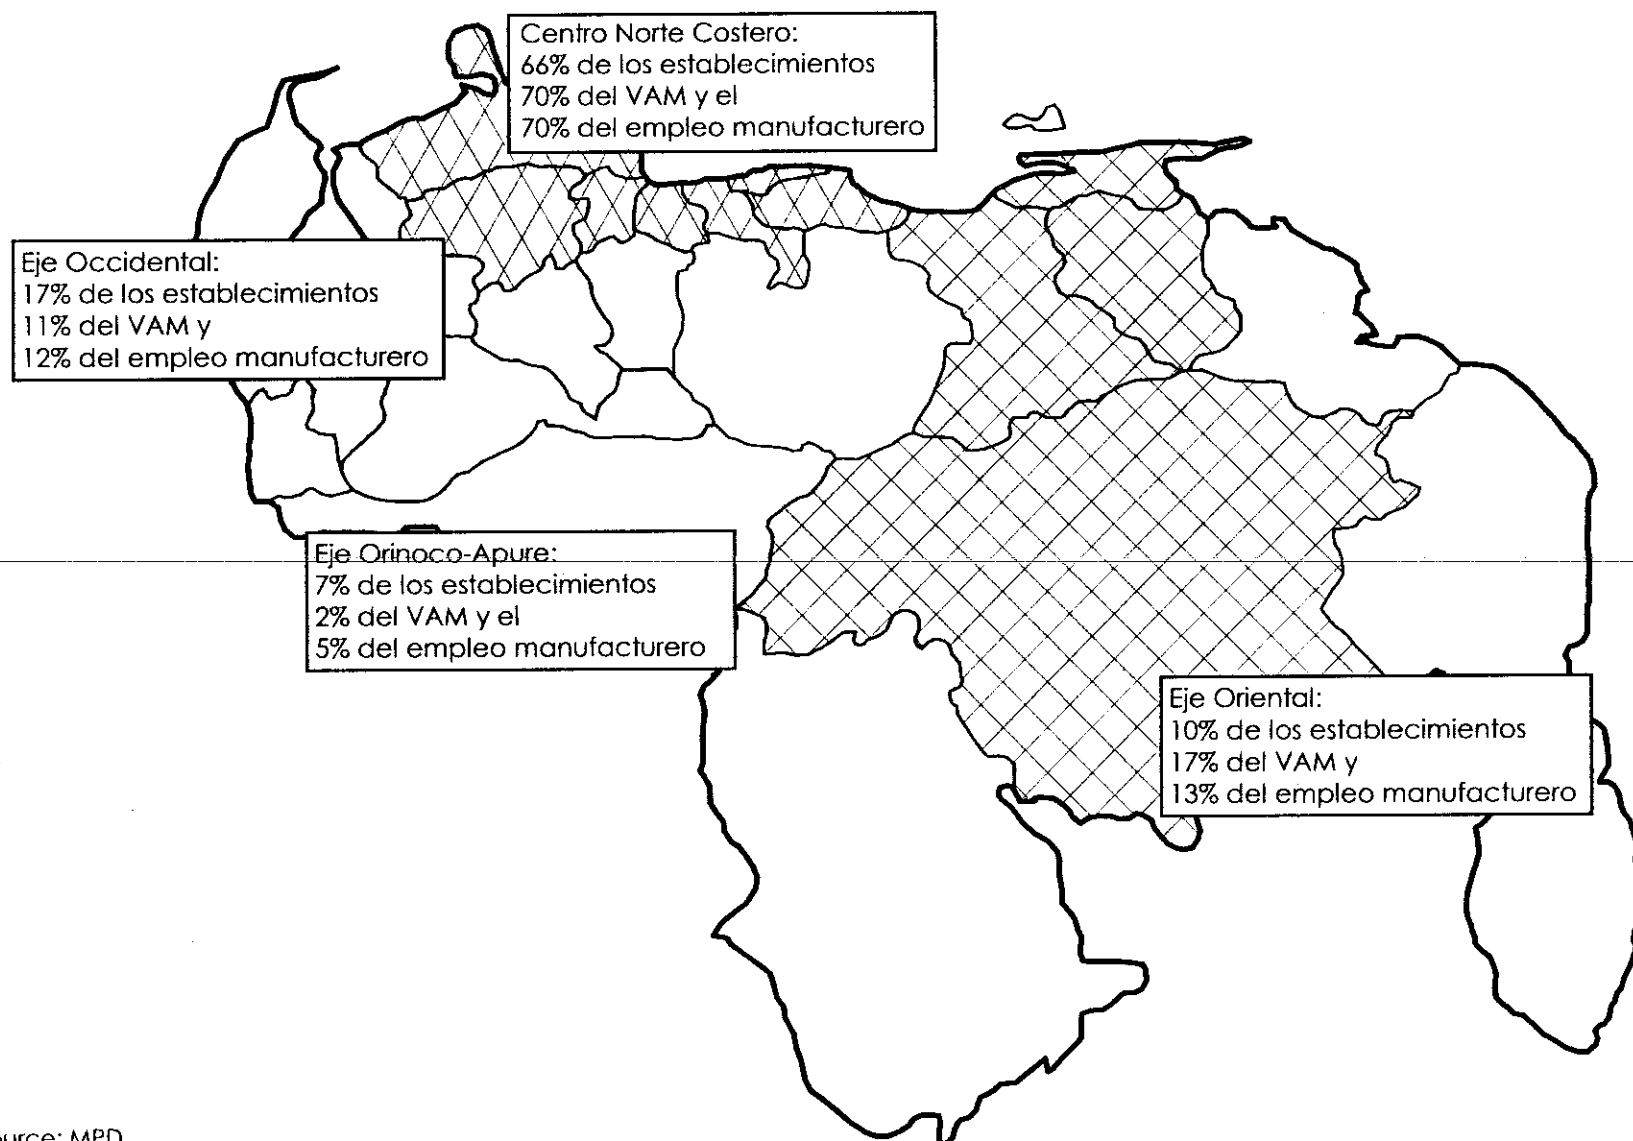 Centro Norte Costero:
66% de los establecimientos
70% del VAM y el
70% del empleo manufacturero
Eje Occidental:
17% de los establecimientos
11% del VAM y
12% del empleo manufacturero
Eje Orinoco-Apure:
7% de los establecimientos
2% del VAM y el
5% del empleo manufacturero
Eje Oriental:
10% de los establecimientos
17% del VAM y
13% del empleo manufacturero
urce: MPD